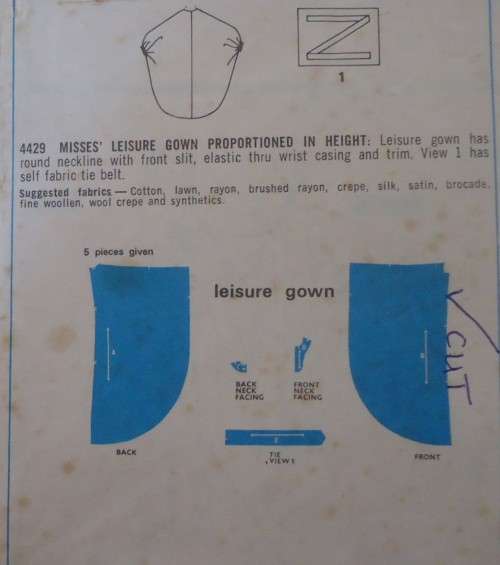 1
4429 MISSES' LEISURE GOWN PROPORTIONED IN HEIGHT: Leisure gown has
round neckline with front slit, elastic thru wrist casing and trim. View 1 has
self fabric tie belt.
Suggested fabrics — Cotton, lawn, rayon, brushed rayon, crepe, silk, satin, brocade,
fine woollen, wool crepe and synthetics.
5 pieces given
leisure gown
CUT
BACK
NECK
FACING
FRONT
NECK
FACING
BACK
TIE
VIEW 1
FRONT